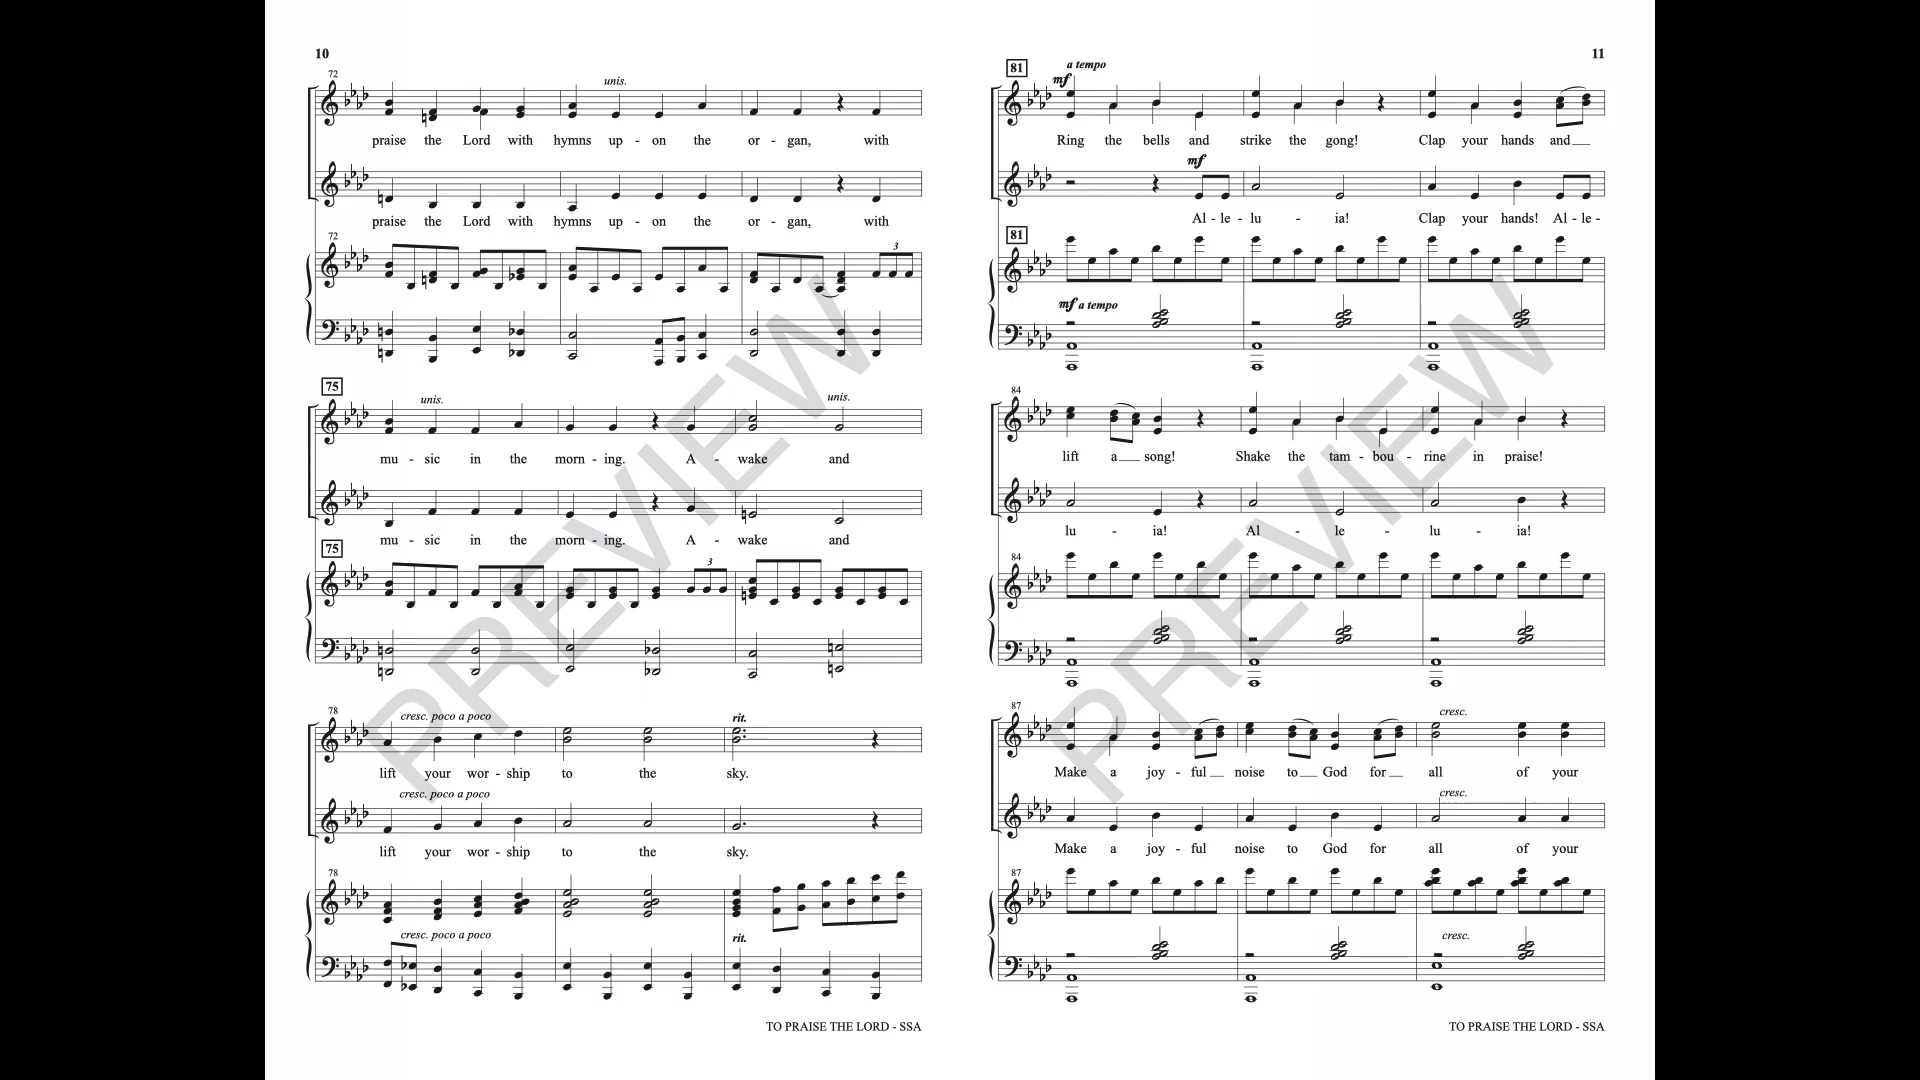 10
72
unis.
praise the Lord with hymns up - on the or - gan, with
praise the Lord with hymns up - on the or - gan, with
72
3
75
unis.
unis.
mu - sic in the morn - ing. A - wake and
mu - sic in the morn - ing. A - wake and
75
3
78
cresc. poco a poco
rit.
lift your wor - ship to the sky.
cresc. poco a poco
lift your wor - ship to the sky.
78
cresc. poco a poco
rit.
TO PRAISE THE LORD - SSA
11
81
a tempo
mf
Ring the bells and strike the gong! Clap your hands and
mf
Al - le - lu - ia! Clap your hands! Al - le -
81
mf a tempo
84
lift a song! Shake the tam - bou - rine in praise!
lu - ia! Al - le - lu - ia!
84
87
cresc.
Make a joy - ful noise to God for all of your
cresc.
Make a joy - ful noise to God for all of your
87
cresc.
TO PRAISE THE LORD - SSA
PREVIEW
PREVIEW